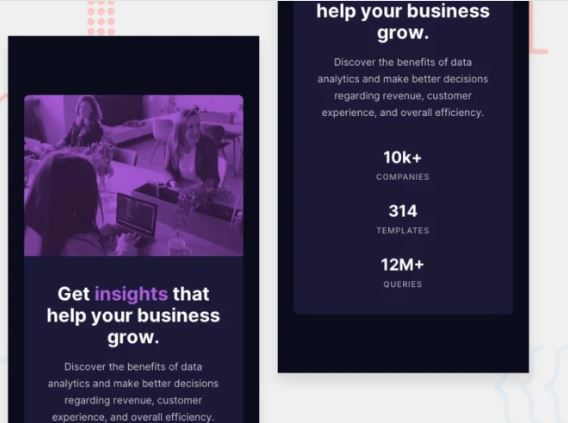 Get insights that
help your business
grow.
Discover the benefits of data
analytics and make better decisions
regarding revenue, customer
experience, and overall efficiency.
help your business
grow.
Discover the benefits of data
analytics and make better decisions
regarding revenue, customer
experience, and overall efficiency.
10k+
COMPANIES
314
TEMPLATES
12M+
QUERIES